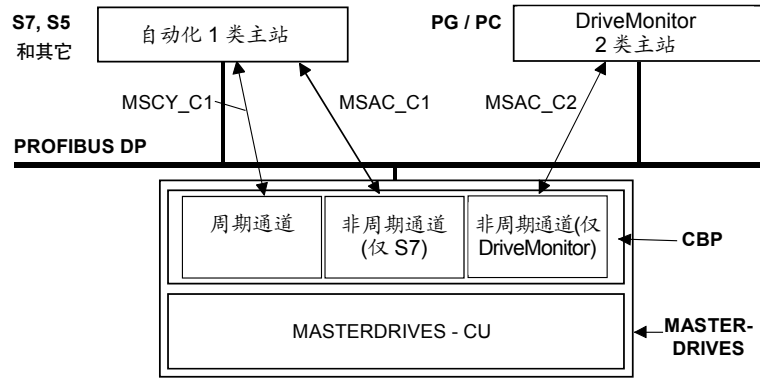 S7, S5
和其它
自动化 1 类主站
PG / PC
DriveMonitor
2 类主站
MSCY_C1
MSAC_C1
MSAC_C2
PROFIBUS DP
周期通道
非周期通道
(仅 S7)
非周期通道(仅
DriveMonitor)
CBP
MASTERDRIVES - CU
MASTER-
DRIVES